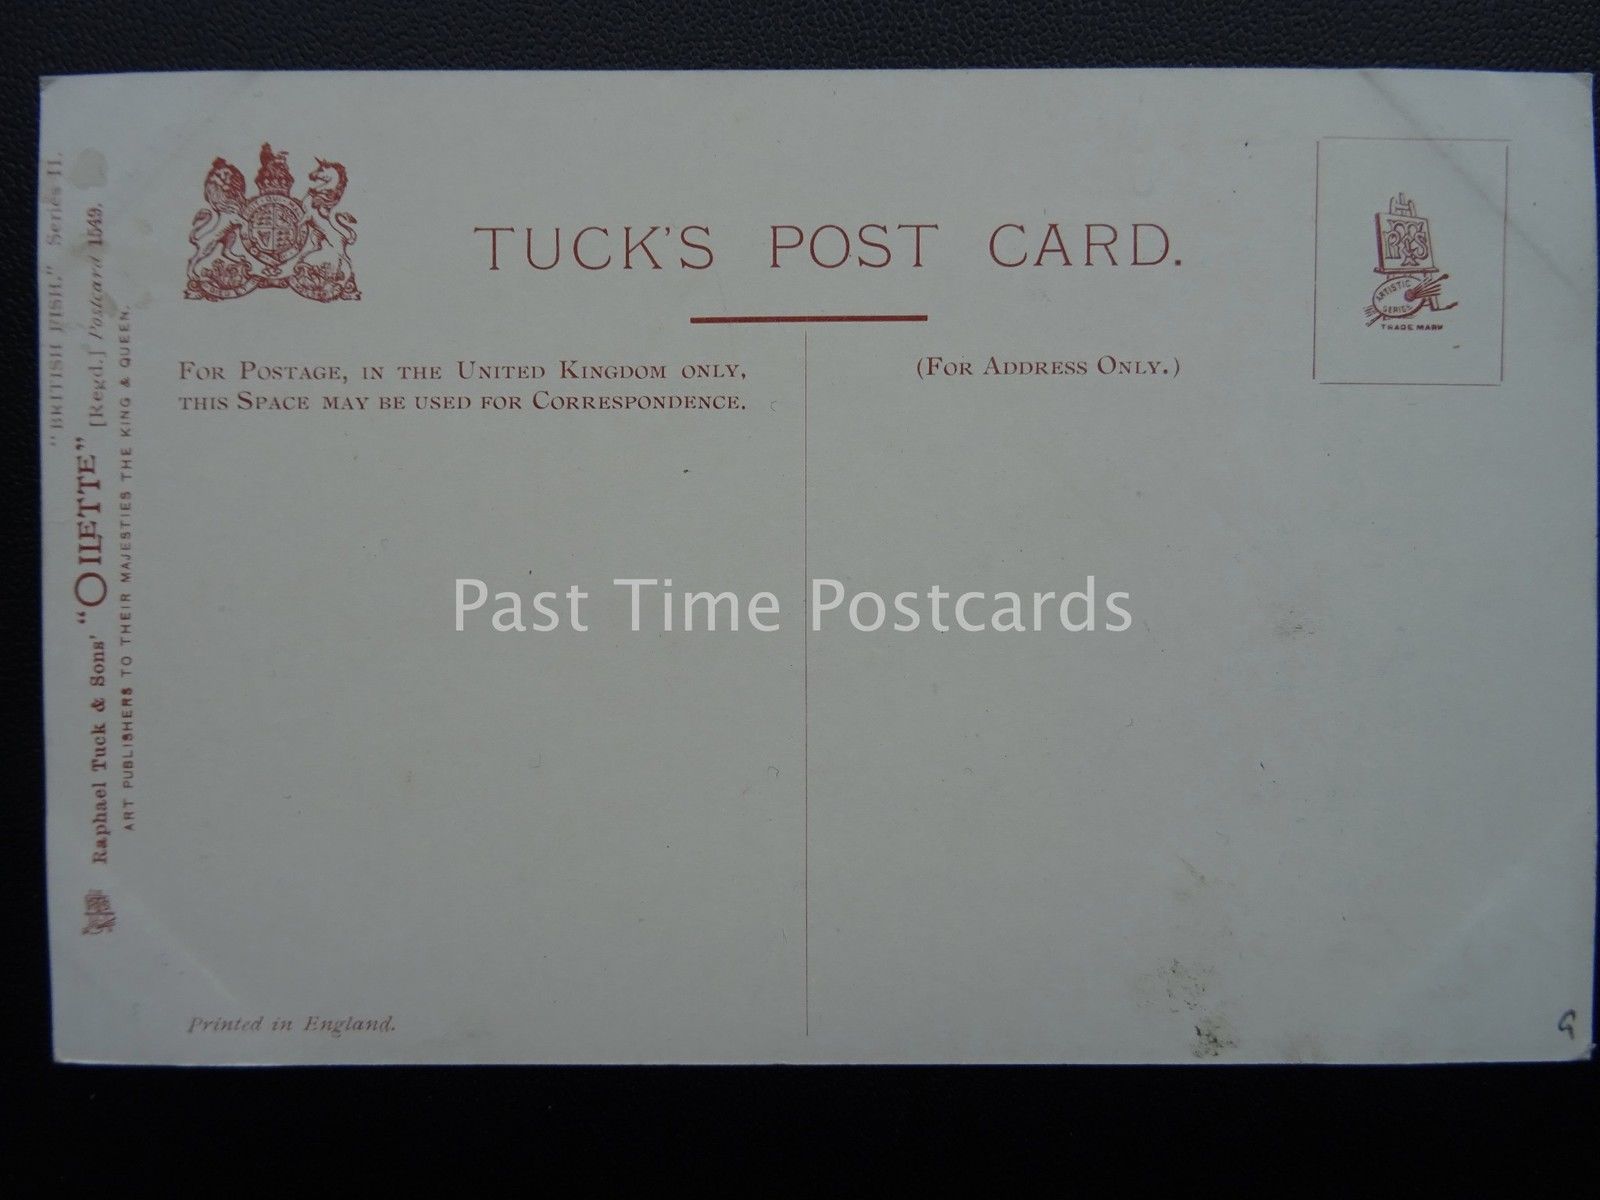 TUCK'S POST CARD.
FOR POSTAGE, IN THE UNITED KINGDOM ONLY,
THIS SPACE MAY BE USED FOR CORRESPONDENCE.
(FOR ADDRESS ONLY.)
ARTISTIC
SERIES
TRADE MARK
"BRITISH FISH." Series II.
Raphael Tuck & Sons' "OILETTE" [Regd.] Postcard 1549.
ART PUBLISHERS TO THEIR MAJESTIES THE KING & QUEEN.
Past Time Postcards
Printed in England.
G